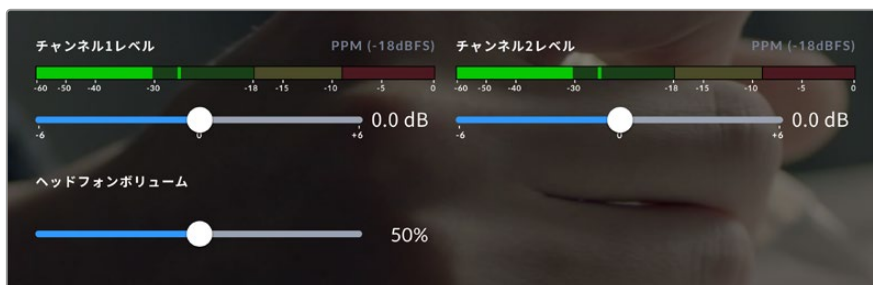 チャンネル1レベル PPM (-18dBFS) チャンネル2レベル PPM (-18dBFS)
-60 -50 -40 -30 -18 -15 -10 -5 0 -60 -50 -40 -30 -18 -15 -10 -5 0
0.0 dB 0.0 dB
-6 0 +6 -6 0 +6
ヘッドフォンボリューム
50%